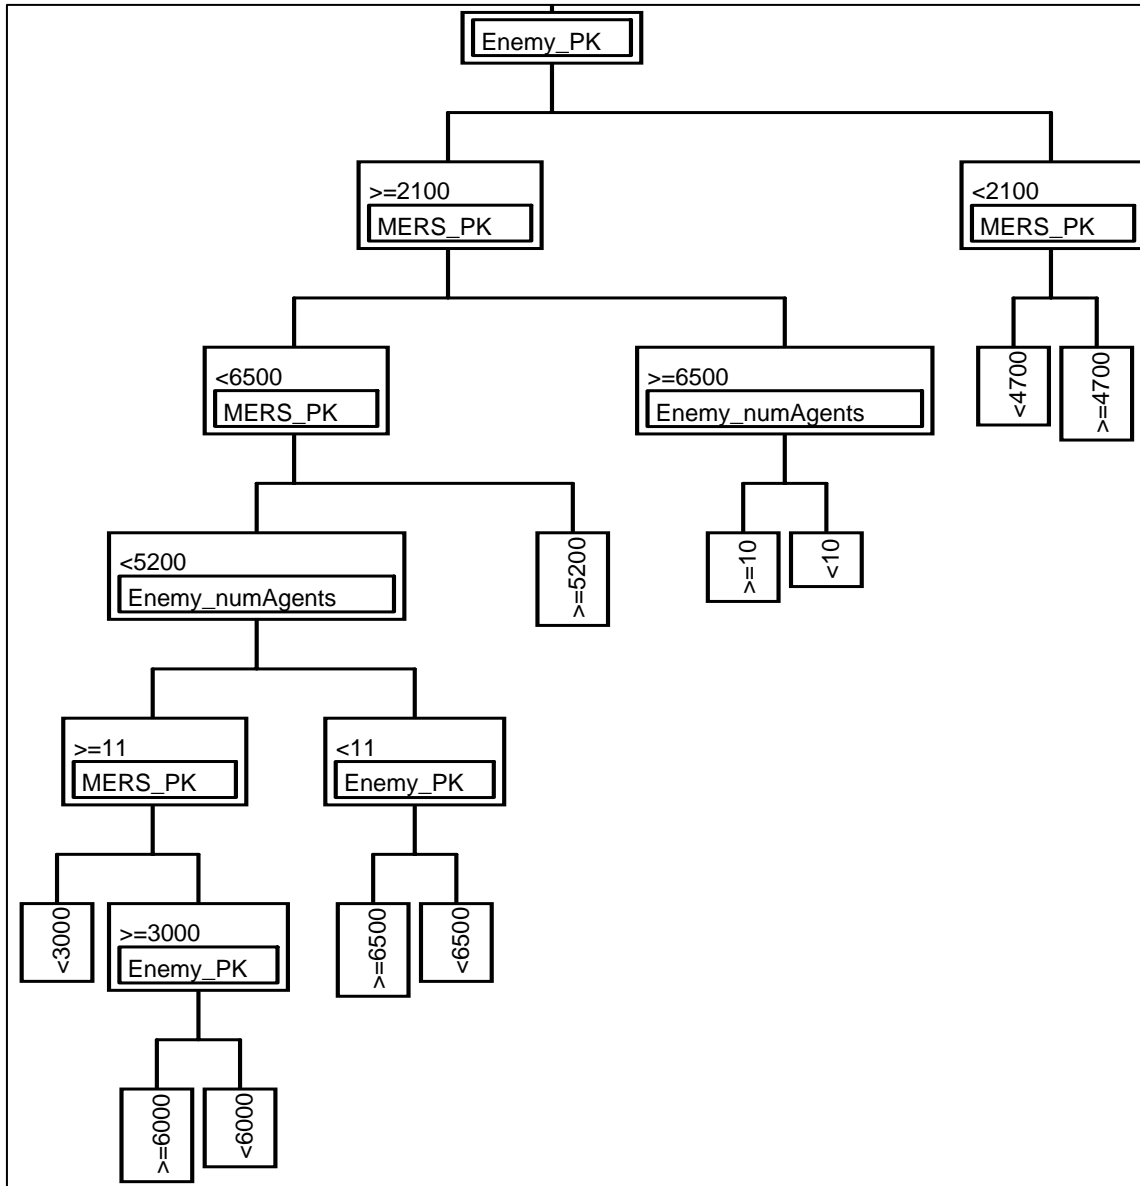 Enemy_PK
>=2100
MERS_PK
<2100
MERS_PK
<6500
MERS_PK
>=6500
Enemy_numAgents
<4700
>=4700
<5200
Enemy_numAgents
>=5200
>=10
<10
>=11
MERS_PK
<11
Enemy_PK
<3000
>=3000
Enemy_PK
>=6500
<6500
>=6000
<6000